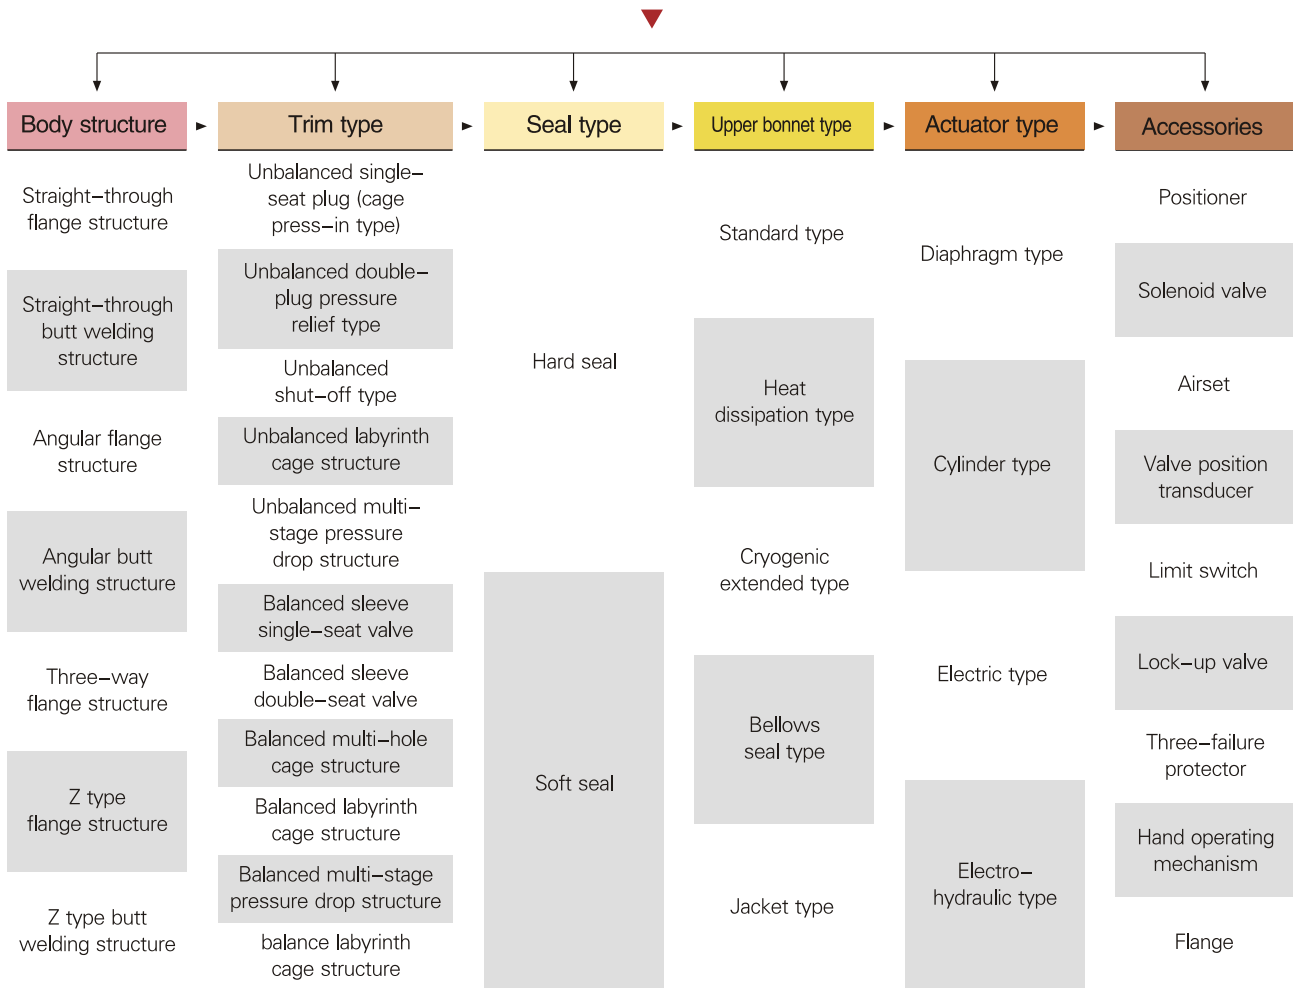 Body structure
Straight–through
flange structure
Straight–through
butt welding
structure
Angular flange
structure
Angular butt
welding structure
Three–way
flange structure
Z type
flange structure
Z type butt
welding structure
Trim type
Unbalanced single–
seat plug (cage
press–in type)
Unbalanced double–
plug pressure
relief type
Unbalanced
shut–off type
Unbalanced labyrinth
cage structure
Unbalanced multi–
stage pressure
drop structure
Balanced sleeve
single–seat valve
Balanced sleeve
double–seat valve
Balanced multi–hole
cage structure
Balanced labyrinth
cage structure
Balanced multi–stage
pressure drop structure
balance labyrinth
cage structure
Seal type
Hard seal
Soft seal
Upper bonnet type
Standard type
Heat
dissipation type
Cryogenic
extended type
Bellows
seal type
Jacket type
Actuator type
Diaphragm type
Cylinder type
Electric type
Electro–
hydraulic type
Accessories
Positioner
Solenoid valve
Airset
Valve position
transducer
Limit switch
Lock–up valve
Three–failure
protector
Hand operating
mechanism
Flange